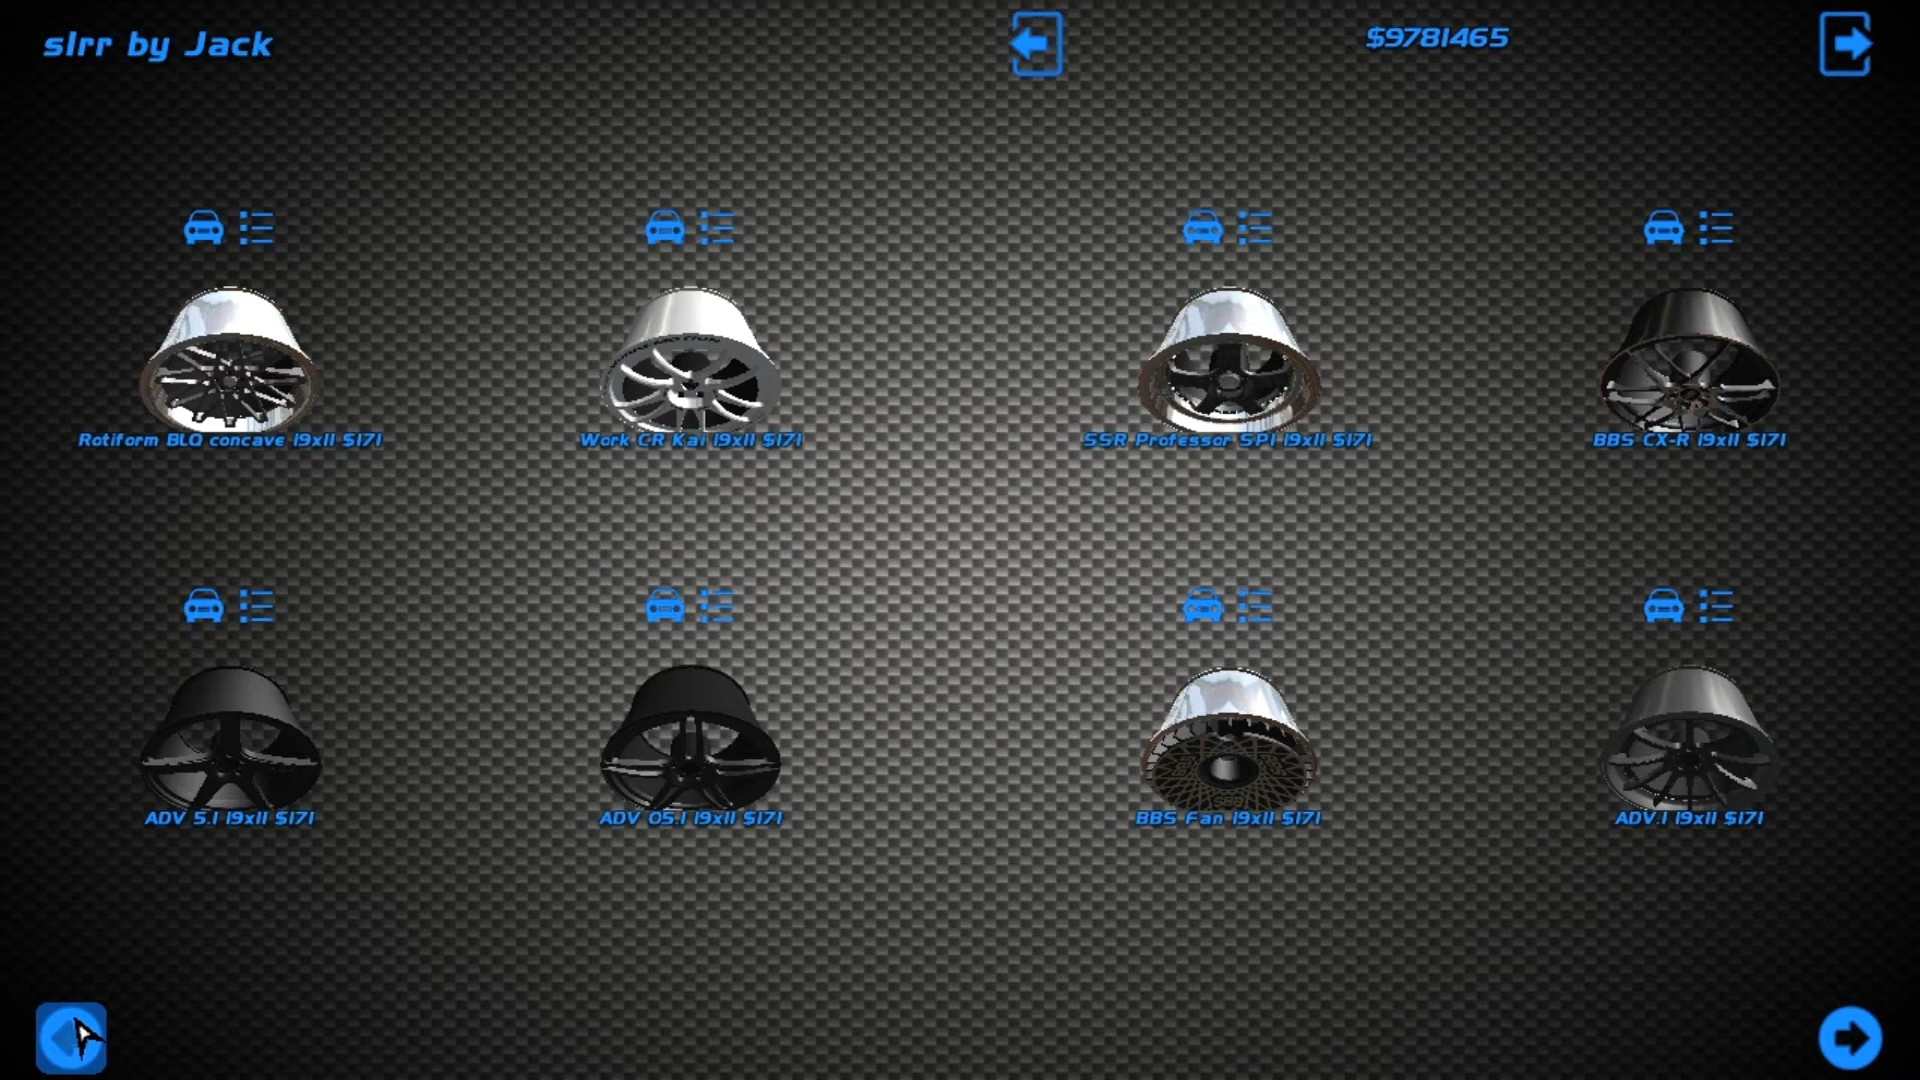 slrr by Jack
$9781465
Rotiform BLQ concave 19x11 $171
Work CR Kai 19x11 $171
SSR Professor SP1 19x11 $171
BBS CX-R 19x11 $171
ADV 5.1 19x11 $171
ADV 05.1 19x11 $171
BBS Fan 19x11 $171
ADV.1 19x11 $171